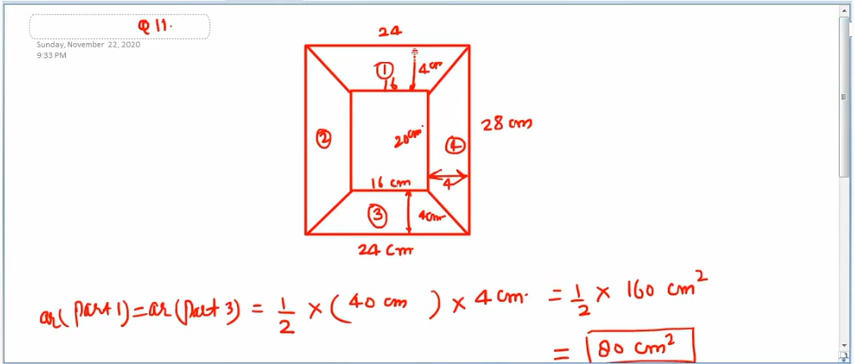 Q 11.
Sunday, November 22, 2020
9:33 PM
24
① 4cm
16
② 20cm. ④ 28 cm
16 cm 4
③ 4cm
24 cm
ar(part 1) = ar(part 3) = 1/2 × (40 cm ) × 4 cm. = 1/2 × 160 cm²
= 80 cm²